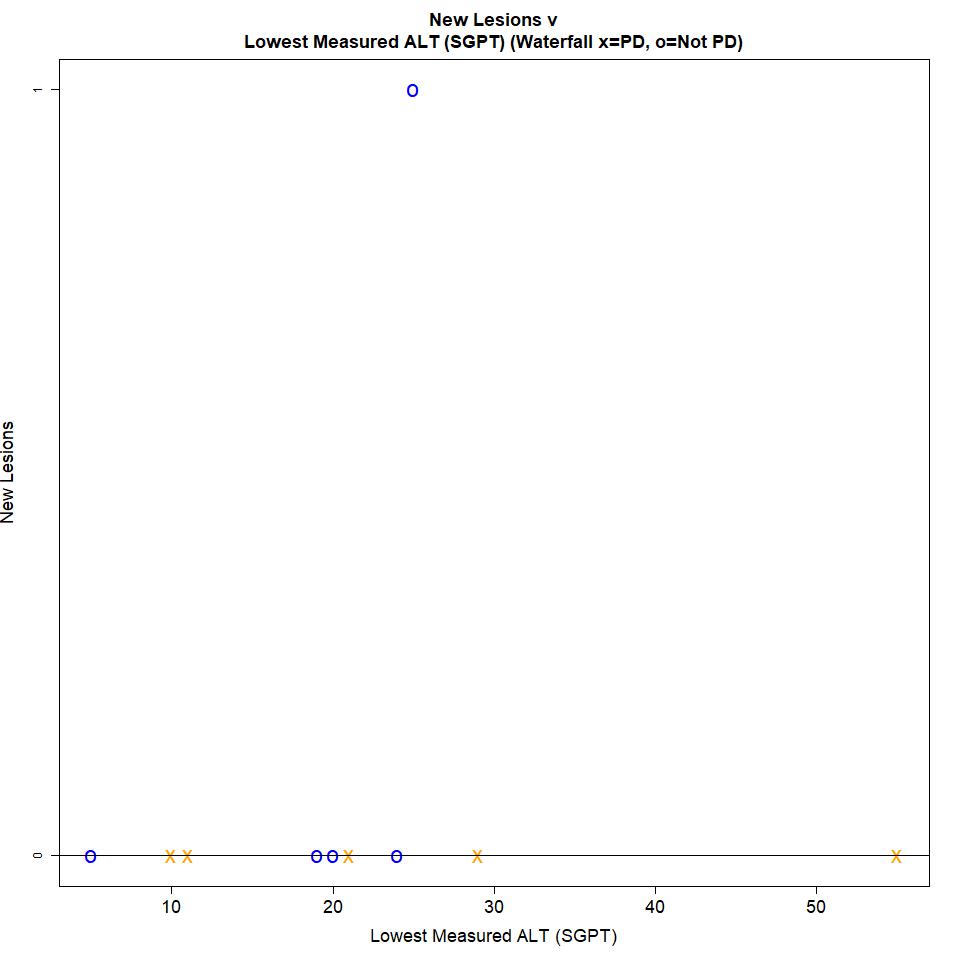 New Lesions v
Lowest Measured ALT (SGPT) (Waterfall x=PD, o=Not PD)
1
New Lesions
0
o
o x x o o x o x x
10 20 30 40 50
Lowest Measured ALT (SGPT)